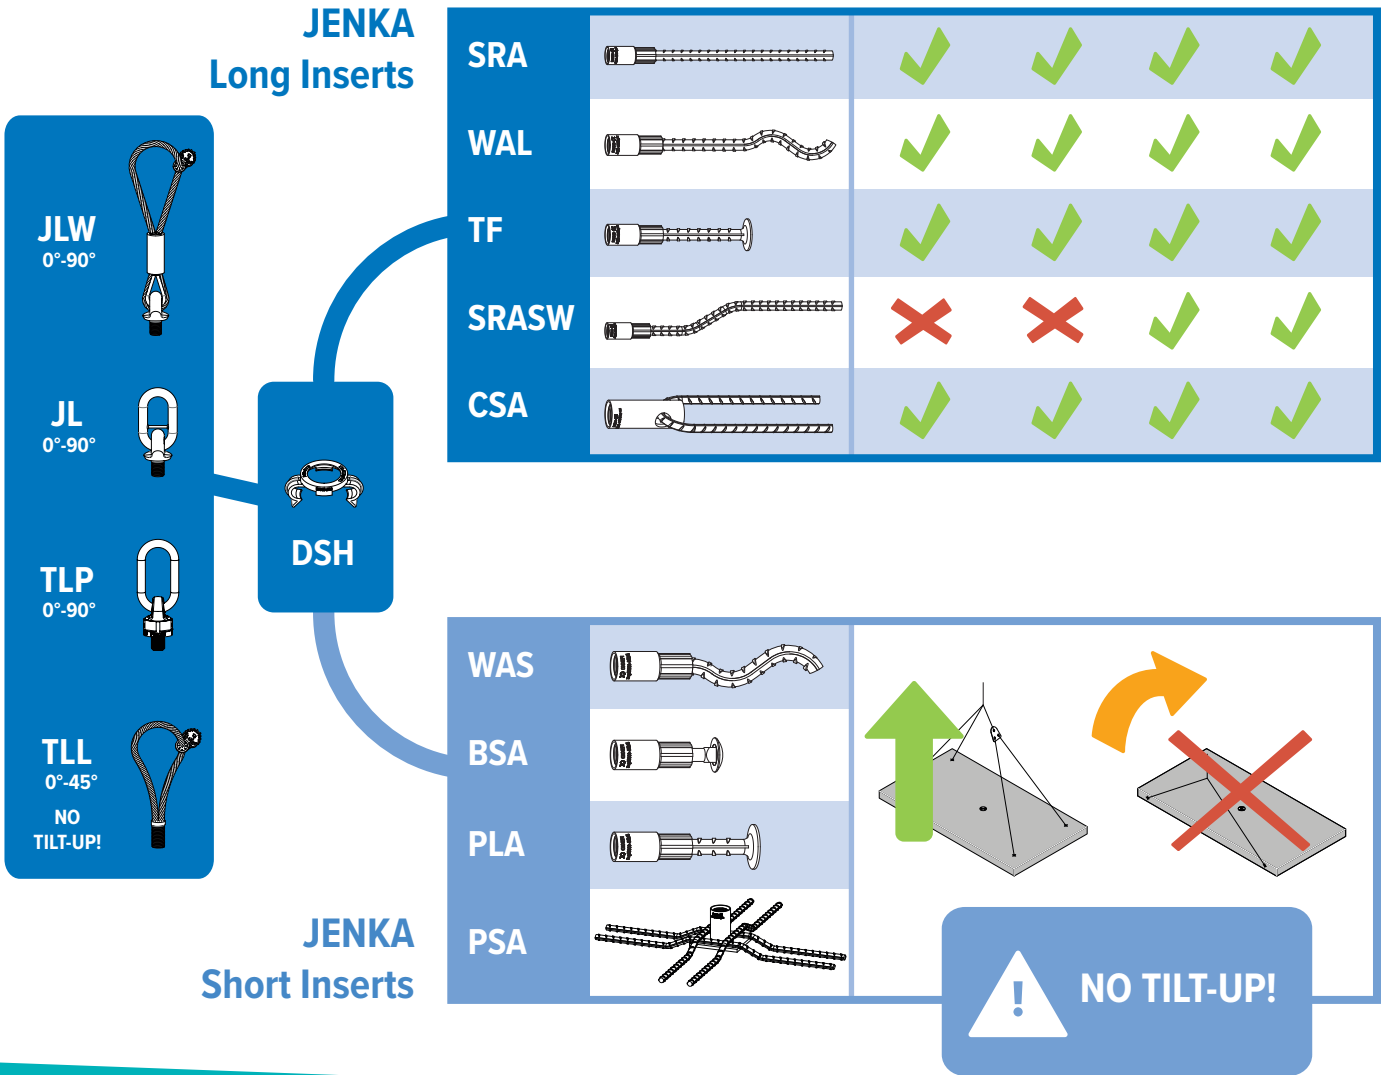 JENKA
Long Inserts
SRA
WAL
TF
SRASW
CSA
JLW
0°-90°
JL
0°-90°
TLP
0°-90°
TLL
0°-45°
NO
TILT-UP!
DSH
WAS
BSA
PLA
PSA
JENKA
Short Inserts
!
NO TILT-UP!